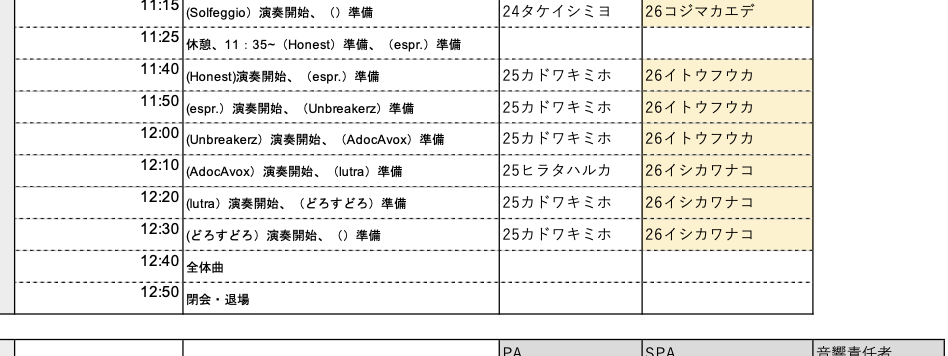 11:15 (Solfeggio）演奏開始、（）準備 24タケイシミヨ 26コジマカエデ
11:25 休憩、11：35~（Honest）準備、（espr.）準備
11:40 (Honest)演奏開始、（espr.）準備 25カドワキミホ 26イトウフウカ
11:50 (espr.）演奏開始、（Unbreakerz）準備 25カドワキミホ 26イトウフウカ
12:00 (Unbreakerz）演奏開始、（AdocAvox）準備 25カドワキミホ 26イトウフウカ
12:10 (AdocAvox）演奏開始、（lutra）準備 25ヒラタハルカ 26イシカワナコ
12:20 (lutra）演奏開始、（どろすどろ）準備 25カドワキミホ 26イシカワナコ
12:30 (どろすどろ）演奏開始、（）準備 25カドワキミホ 26イシカワナコ
12:40 全体曲
12:50 閉会・退場
PA SPA 音響責任者